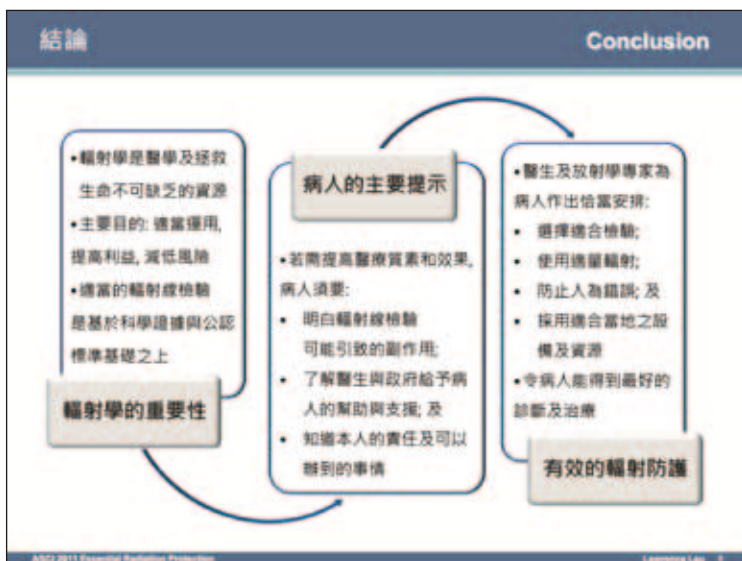 結論
Conclusion
•輻射學是醫學及拯救
生命不可缺乏的資源
•主要目的: 適當運用,
提高利益, 減低風險
•適當的輻射線檢驗
是基於科學證據與公認
標準基礎之上
輻射學的重要性
病人的主要提示
•若需提高醫療質素和效果,
病人須要:
• 明白輻射線檢驗
可能引致的副作用;
• 了解醫生與政府給予病
人的幫助與支援; 及
• 知道本人的責任及可以
辦到的事情
•醫生及放射學專家為
病人作出恰當安排:
• 選擇適合檢驗;
• 使用適量輻射;
• 防止人為錯誤; 及
• 採用適合當地之設
備及資源
•令病人能得到最好的
診斷及治療
有效的輻射防護
2011 Essential Radiation Protection
Lawrence Lau